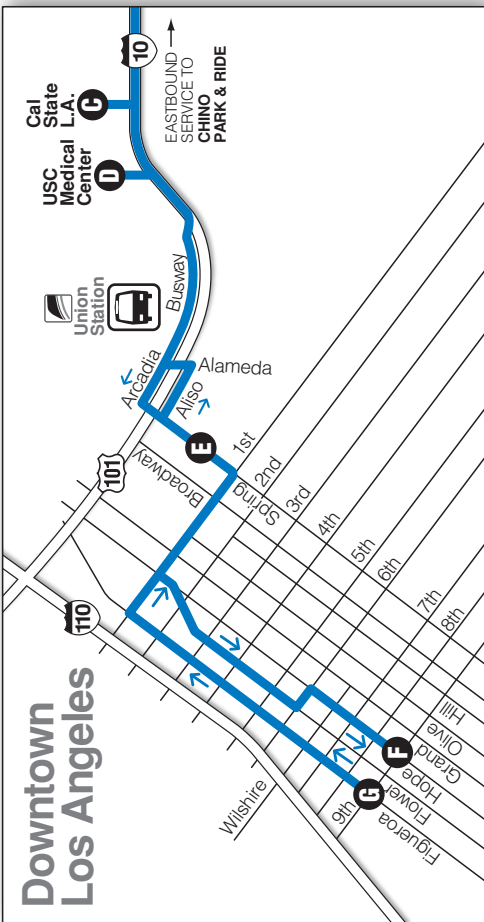 Downtown
Los Angeles
110
101
10
Cal
State
L.A.
C
USC
Medical
Center
D
EASTBOUND
SERVICE TO
CHINO
PARK & RIDE
Union
Station
Busway
Arcadia
Alameda
Aliso
E
1st
2nd
3rd
4th
5th
6th
7th
8th
9th
Broadway
Spring
Hill
Olive
Grand
Hope
Flower
Figueroa
Wilshire
F
G